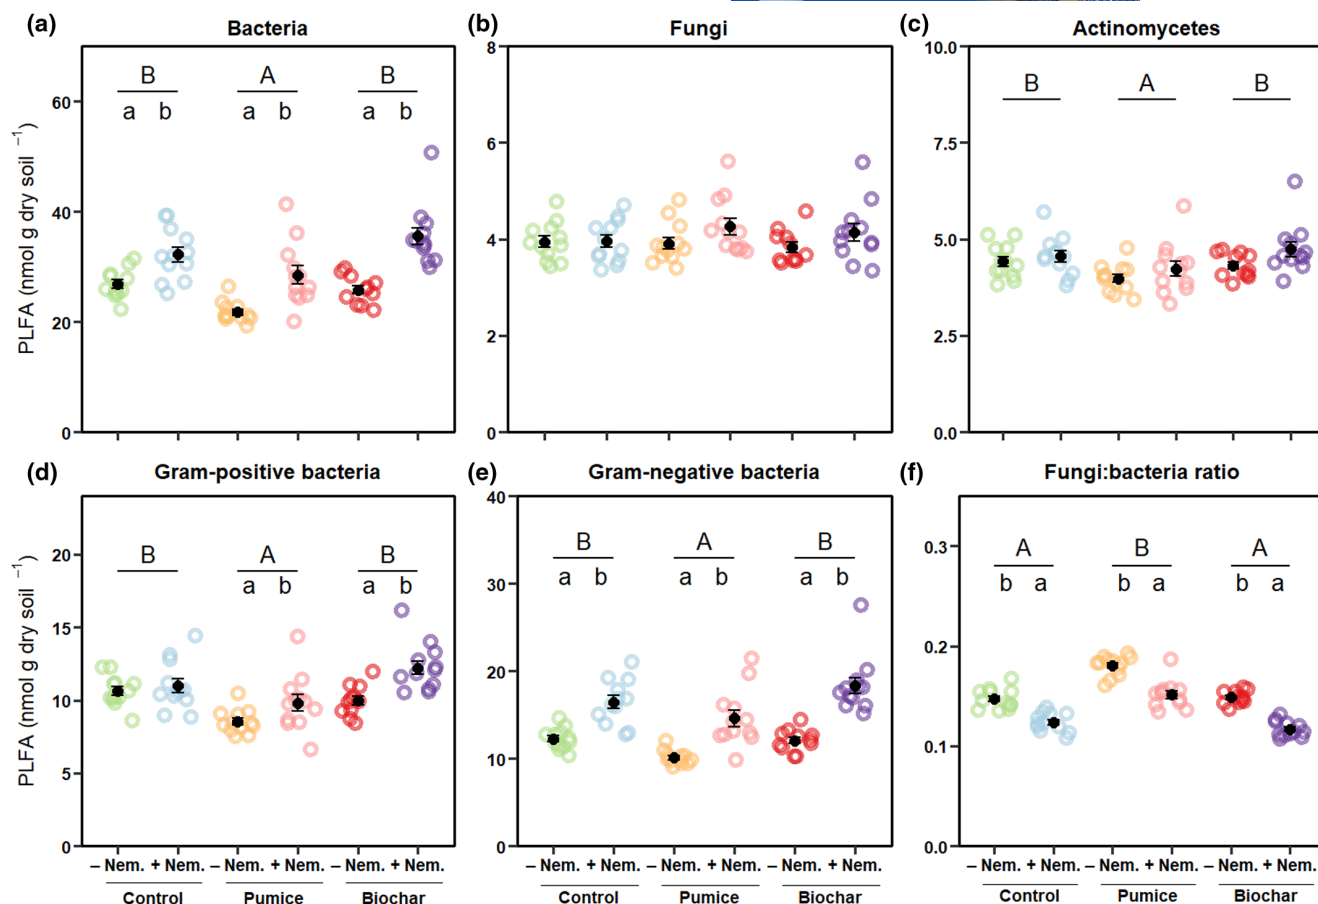 (a) Bacteria
PLFA (nmol g dry soil ⁻¹)
60
40
20
0
B A B
a b a b a b
(b) Fungi
8
6
4
2
0
(c) Actinomycetes
10.0
7.5
5.0
2.5
0.0
B A B
(d) Gram-positive bacteria
PLFA (nmol g dry soil ⁻¹)
20
15
10
5
0
B A B
a b a b
– Nem. + Nem. – Nem. + Nem. – Nem. + Nem.
Control Pumice Biochar
(e) Gram-negative bacteria
40
30
20
10
0
B A B
a b a b a b
– Nem. + Nem. – Nem. + Nem. – Nem. + Nem.
Control Pumice Biochar
(f) Fungi:bacteria ratio
0.3
0.2
0.1
0.0
A B A
b a b a b a
– Nem. + Nem. – Nem. + Nem. – Nem. + Nem.
Control Pumice Biochar